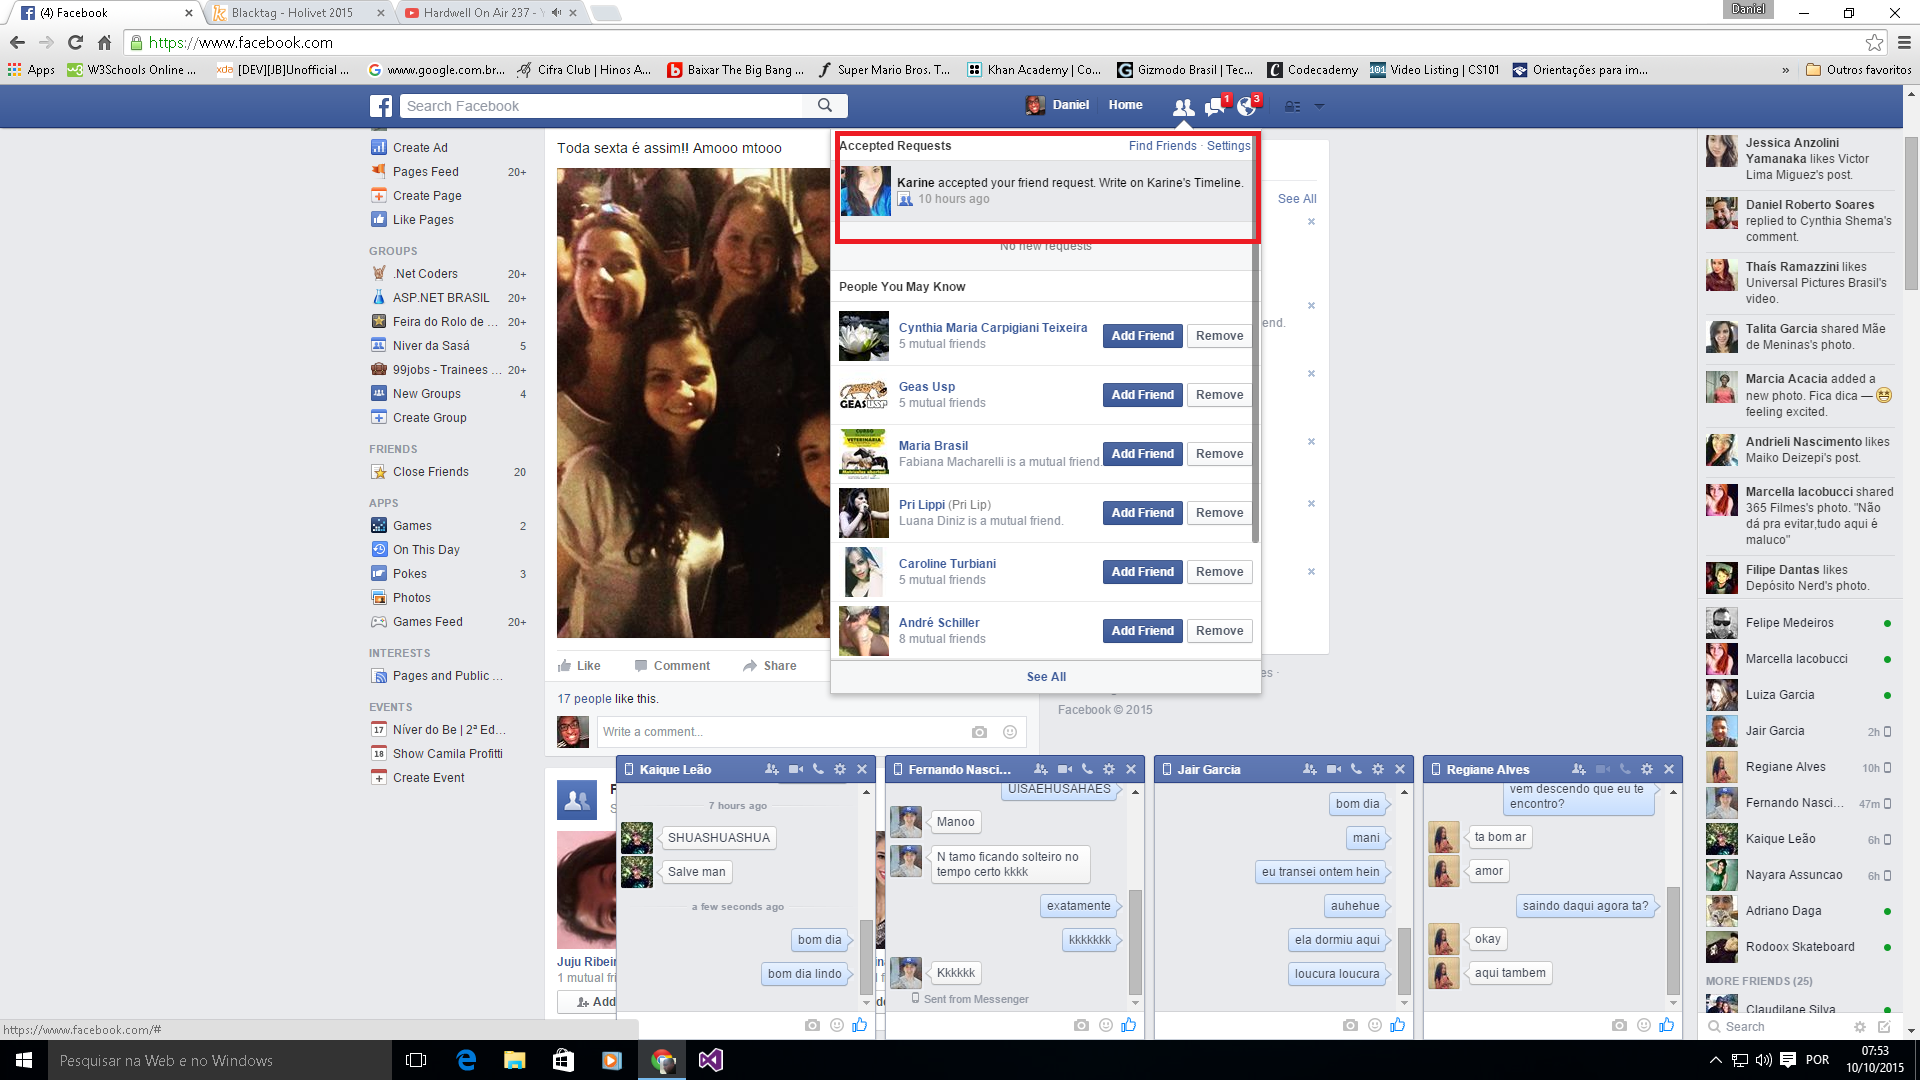 (4) Facebook
Blacktag - Holivet 2015
Hardwell On Air 237 - Y
Daniel
https://www.facebook.com
Apps
W3Schools Online ...
[DEV][JB]Unofficial ...
www.google.com.br...
Cifra Club | Hinos A...
Baixar The Big Bang ...
Super Mario Bros. T...
Khan Academy | Co...
Gizmodo Brasil | Tec...
Codecademy
Video Listing | CS101
Orientações para im...
»
Outros favoritos
Search Facebook
Daniel
Home
1
3
Create Ad
Pages Feed 20+
Create Page
Like Pages
GROUPS
.Net Coders 20+
ASP.NET BRASIL 20+
Feira do Rolo de ... 20+
Niver da Sasá 5
99jobs - Trainees ... 20+
New Groups 4
Create Group
FRIENDS
Close Friends 20
APPS
Games 2
On This Day
Pokes 3
Photos
Games Feed 20+
INTERESTS
Pages and Public ...
EVENTS
17 Níver do Be | 2ª Ed...
18 Show Camila Profitti
Create Event
Toda sexta é assim!! Amooo mtooo
Like Comment Share
17 people like this.
Write a comment...
Juju Ribeir
1 mutual fri
Add
Accepted Requests
Find Friends · Settings
Karine accepted your friend request. Write on Karine's Timeline.
10 hours ago
No new requests
People You May Know
Cynthia Maria Carpigiani Teixeira
5 mutual friends
Add Friend Remove
GEAS USP
Geas Usp
5 mutual friends
Add Friend Remove
CURSO
VETERINÁRIA
Maria Brasil
Fabiana Macharelli is a mutual friend.
Add Friend Remove
Pri Lippi (Pri Lip)
Luana Diniz is a mutual friend.
Add Friend Remove
Caroline Turbiani
5 mutual friends
Add Friend Remove
André Schiller
8 mutual friends
Add Friend Remove
See All
See All
end.
es ·
Facebook © 2015
Jessica Anzolini
Yamanaka likes Victor
Lima Miguez's post.
Daniel Roberto Soares
replied to Cynthia Shema's
comment.
Thaís Ramazzini likes
Universal Pictures Brasil's
video.
Talita Garcia shared Mãe
de Meninas's photo.
Marcia Acacia added a
new photo. Fica dica —
feeling excited.
Andrieli Nascimento likes
Maiko Deizepi's post.
Marcella Iacobucci shared
365 Filmes's photo. "Não
dá pra evitar,tudo aqui é
maluco"
Filipe Dantas likes
Depósito Nerd's photo.
Felipe Medeiros
Marcella Iacobucci
Luiza Garcia
Jair Garcia 2h
Regiane Alves 10h
Fernando Nasci... 47m
Kaique Leão 6h
Nayara Assuncao 6h
Adriano Daga
Rodoox Skateboard
MORE FRIENDS (25)
Claudilane Silva
Search
Kaique Leão
7 hours ago
SHUASHUASHUA
Salve man
a few seconds ago
bom dia
bom dia lindo
Fernando Nasci...
UISAEHUSAHAES
Manoo
N tamo ficando solteiro no
tempo certo kkkk
exatamente
kkkkkkk
Kkkkkk
Sent from Messenger
Jair Garcia
bom dia
mani
eu transei ontem hein
auhehue
ela dormiu aqui
loucura loucura
Regiane Alves
vem descendo que eu te
encontro?
ta bom ar
amor
saindo daqui agora ta?
okay
aqui tambem
https://www.facebook.com/#
Pesquisar na Web e no Windows
POR
07:53
10/10/2015